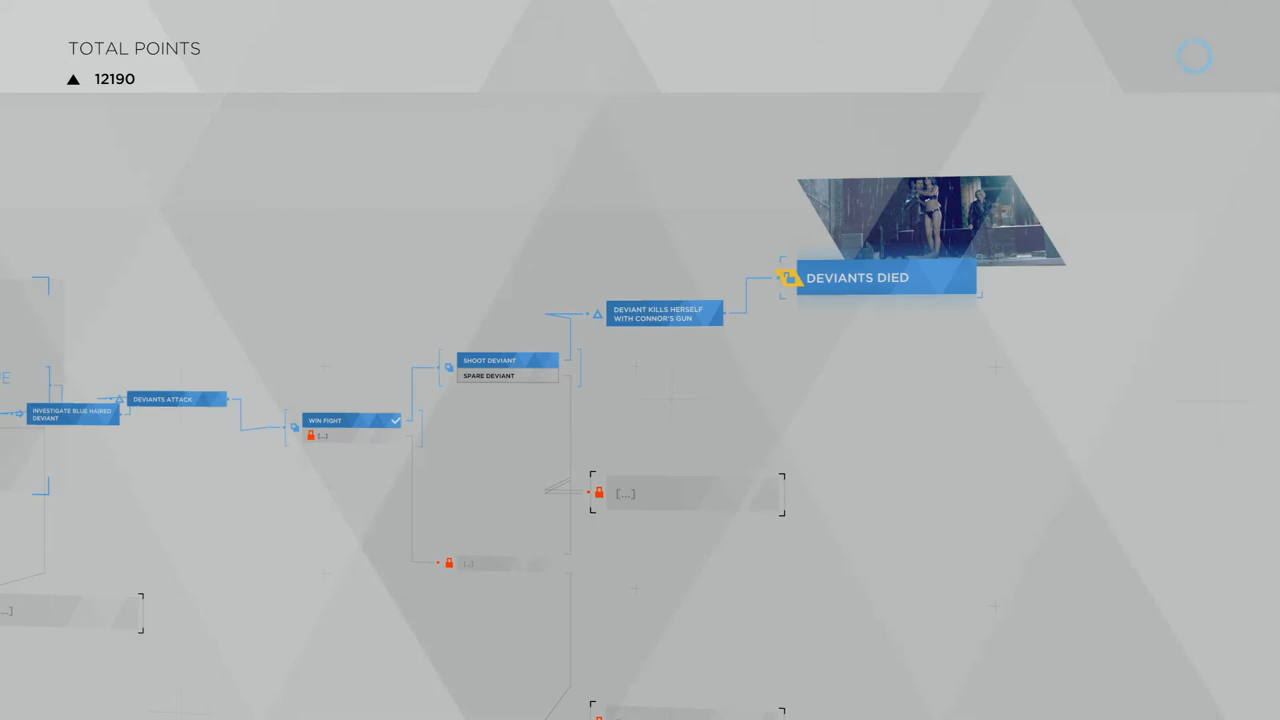 TOTAL POINTS
12190
DEVIANTS DIED
DEVIANT KILLS HERSELF
WITH CONNOR'S GUN
SHOOT DEVIANT
SPARE DEVIANT
PE
DEVIANTS ATTACK
INVESTIGATE BLUE HAIRED
DEVIANT
WIN FIGHT
[...]
[...]
[...]
...]